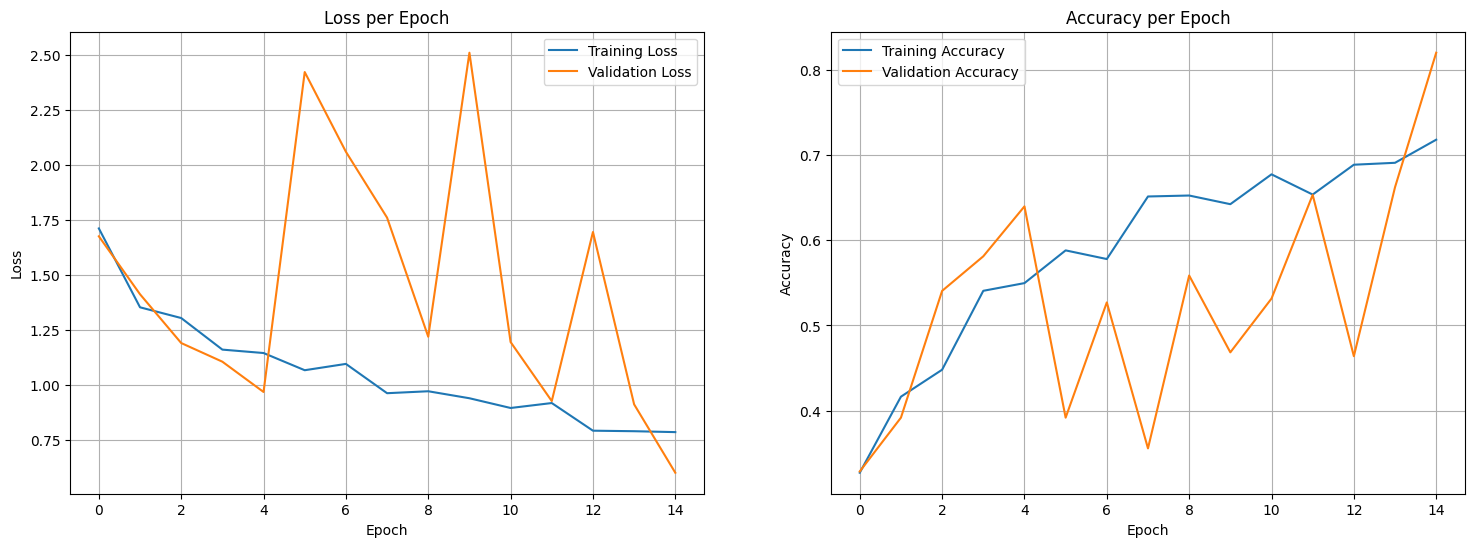 Loss per Epoch
Training Loss
Validation Loss
2.50
2.25
2.00
1.75
1.50
1.25
1.00
0.75
Loss
0 2 4 6 8 10 12 14
Epoch
Accuracy per Epoch
Training Accuracy
Validation Accuracy
0.8
0.7
0.6
0.5
0.4
Accuracy
0 2 4 6 8 10 12 14
Epoch